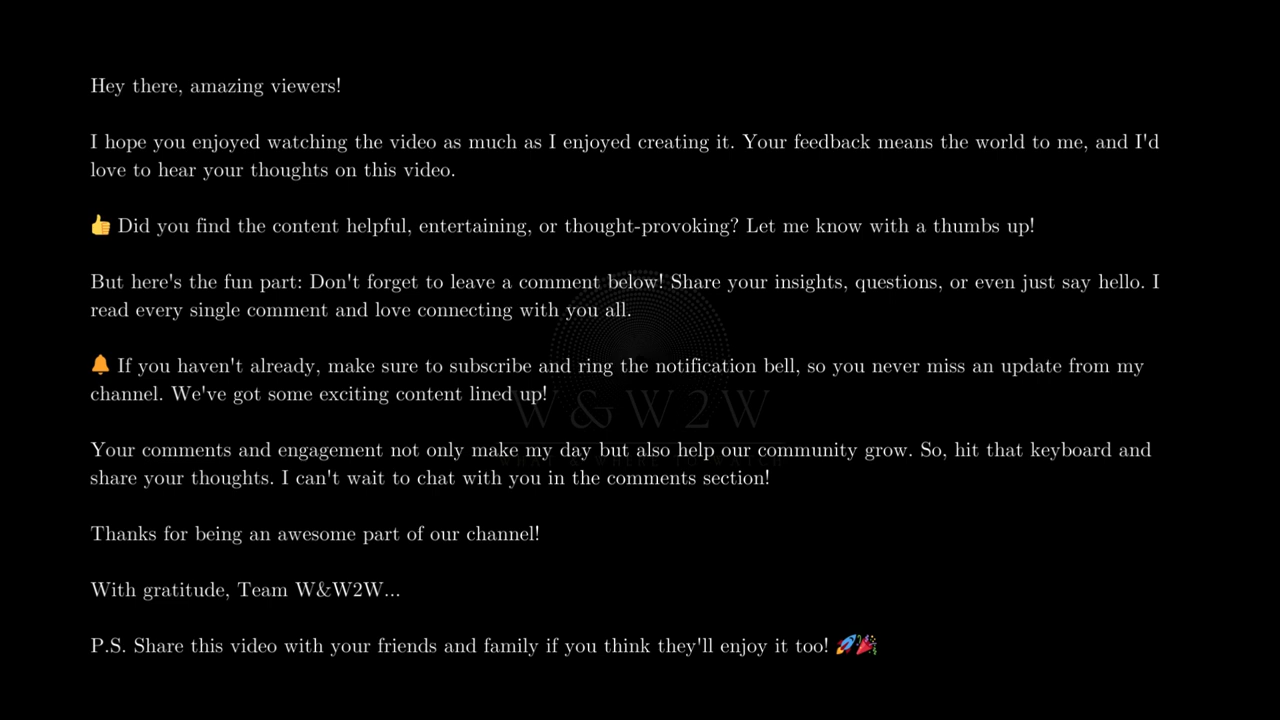 Hey there, amazing viewers!
I hope you enjoyed watching the video as much as I enjoyed creating it. Your feedback means the world to me, and I'd
love to hear your thoughts on this video.
👍 Did you find the content helpful, entertaining, or thought-provoking? Let me know with a thumbs up!
But here's the fun part: Don't forget to leave a comment below! Share your insights, questions, or even just say hello. I
read every single comment and love connecting with you all.
🔔 If you haven't already, make sure to subscribe and ring the notification bell, so you never miss an update from my
channel. We've got some exciting content lined up!
W&W2W
Your comments and engagement not only make my day but also help our community grow. So, hit that keyboard and
share your thoughts. I can't wait to chat with you in the comments section!
Thanks for being an awesome part of our channel!
With gratitude, Team W&W2W...
P.S. Share this video with your friends and family if you think they'll enjoy it too! 🚀🎉